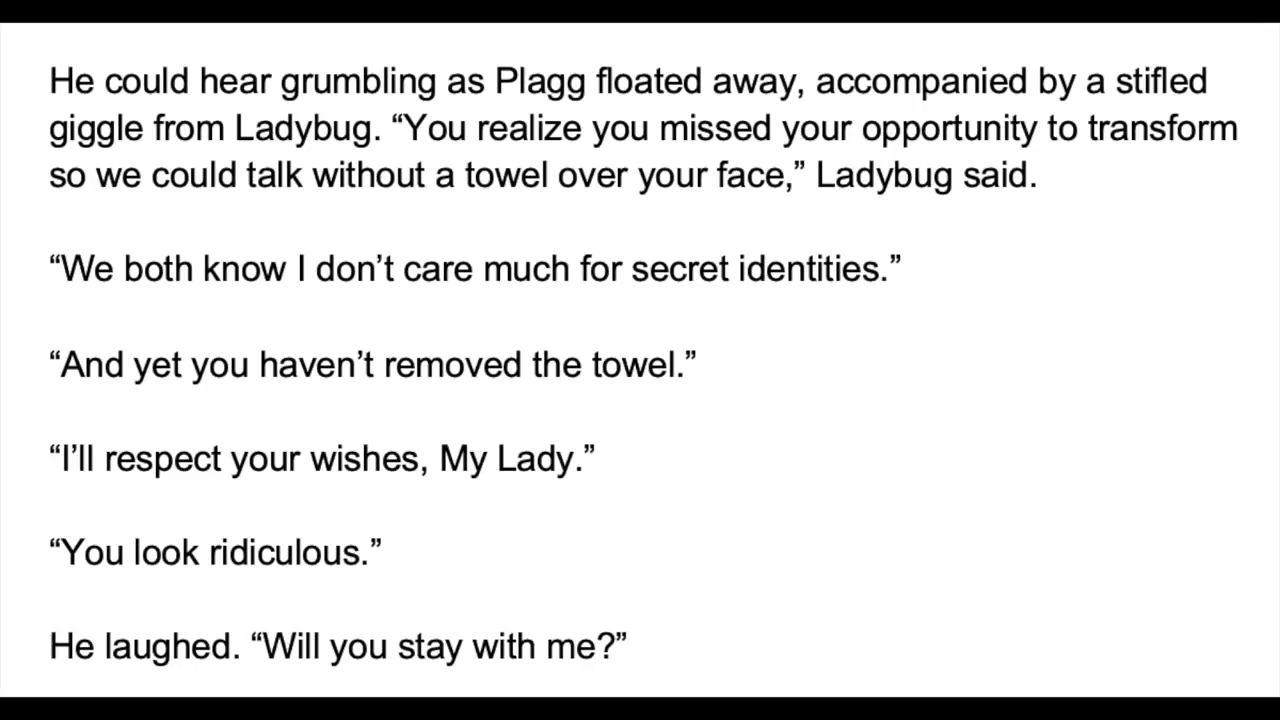 He could hear grumbling as Plagg floated away, accompanied by a stifled
giggle from Ladybug. “You realize you missed your opportunity to transform
so we could talk without a towel over your face,” Ladybug said.
“We both know I don’t care much for secret identities.”
“And yet you haven’t removed the towel.”
“I’ll respect your wishes, My Lady.”
“You look ridiculous.”
He laughed. “Will you stay with me?”